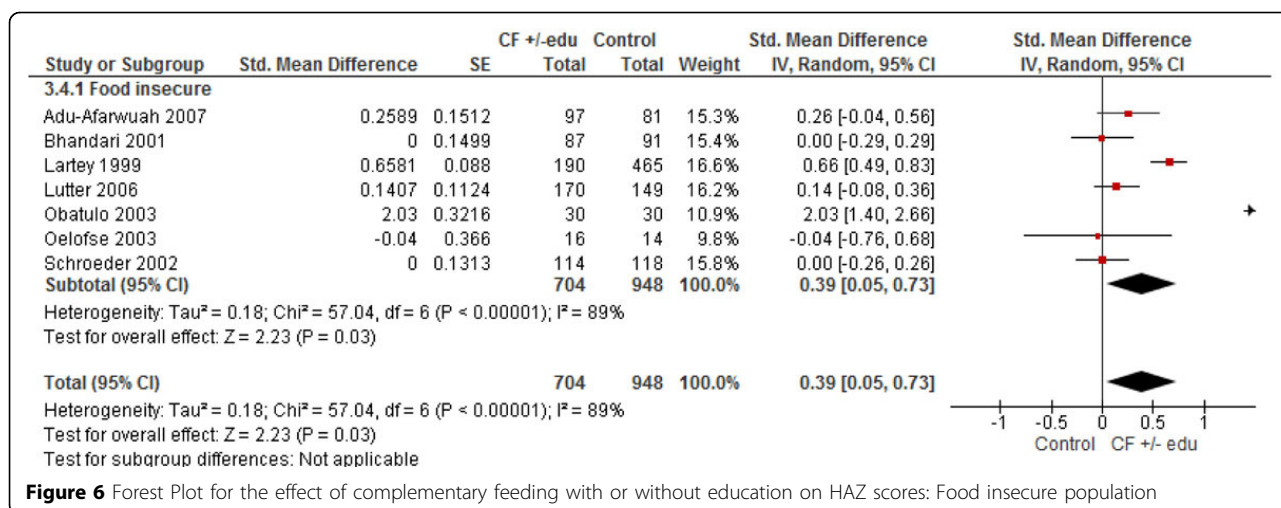 CF +/-edu Control Std. Mean Difference Std. Mean Difference
Study or Subgroup Std. Mean Difference SE Total Total Weight IV, Random, 95% CI IV, Random, 95% CI
3.4.1 Food insecure
Adu-Afarwuah 2007 0.2589 0.1512 97 81 15.3% 0.26 [-0.04, 0.56]
Bhandari 2001 0 0.1499 87 91 15.4% 0.00 [-0.29, 0.29]
Lartey 1999 0.6581 0.088 190 465 16.6% 0.66 [0.49, 0.83]
Lutter 2006 0.1407 0.1124 170 149 16.2% 0.14 [-0.08, 0.36]
Obatulo 2003 2.03 0.3216 30 30 10.9% 2.03 [1.40, 2.66]
Oelofse 2003 -0.04 0.366 16 14 9.8% -0.04 [-0.76, 0.68]
Schroeder 2002 0 0.1313 114 118 15.8% 0.00 [-0.26, 0.26]
Subtotal (95% CI) 704 948 100.0% 0.39 [0.05, 0.73]
Heterogeneity: Tau² = 0.18; Chi² = 57.04, df = 6 (P < 0.00001); I² = 89%
Test for overall effect: Z = 2.23 (P = 0.03)
Total (95% CI) 704 948 100.0% 0.39 [0.05, 0.73]
Heterogeneity: Tau² = 0.18; Chi² = 57.04, df = 6 (P < 0.00001); I² = 89%
Test for overall effect: Z = 2.23 (P = 0.03)
Test for subgroup differences: Not applicable
-1 -0.5 0 0.5 1
Control CF +/- edu
Figure 6 Forest Plot for the effect of complementary feeding with or without education on HAZ scores: Food insecure population